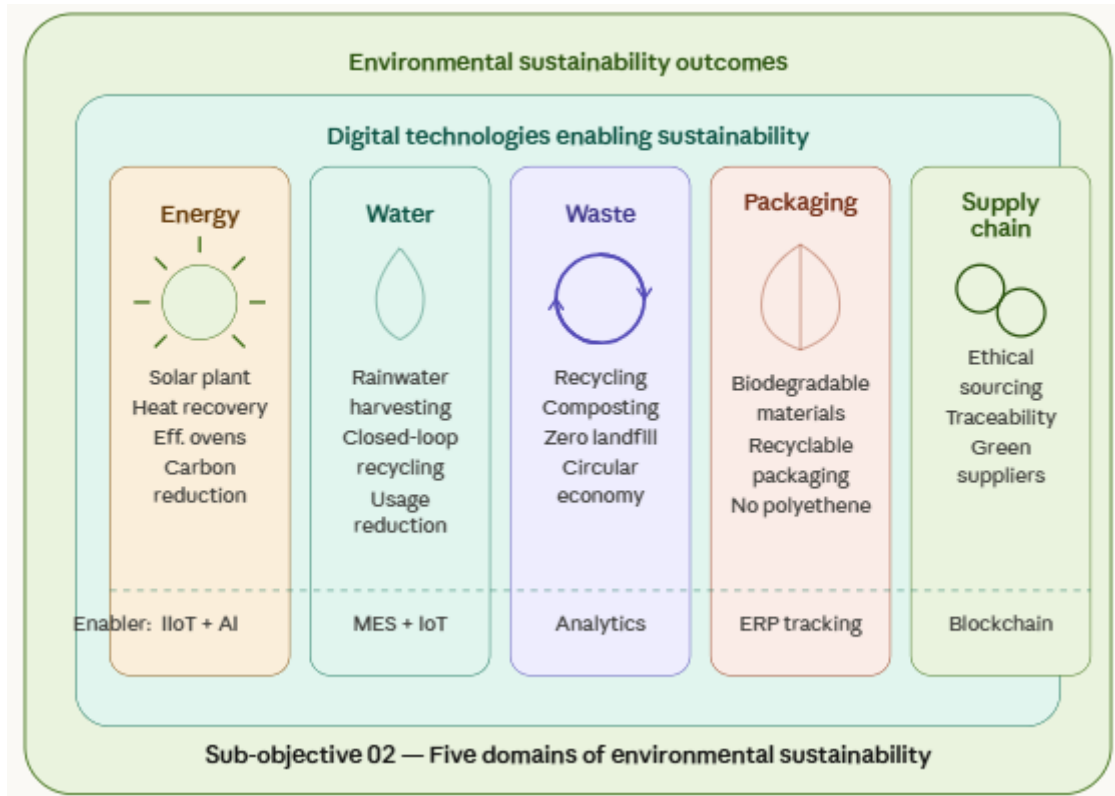 Environmental sustainability outcomes
Digital technologies enabling sustainability
Energy
Solar plant
Heat recovery
Eff. ovens
Carbon
reduction
Water
Rainwater
harvesting
Closed-loop
recycling
Usage
reduction
Waste
Recycling
Composting
Zero landfill
Circular
economy
Packaging
Biodegradable
materials
Recyclable
packaging
No polyethene
Supply
chain
Ethical
sourcing
Traceability
Green
suppliers
Enabler: IIoT + AI
MES + IoT
Analytics
ERP tracking
Blockchain
Sub-objective 02 — Five domains of environmental sustainability